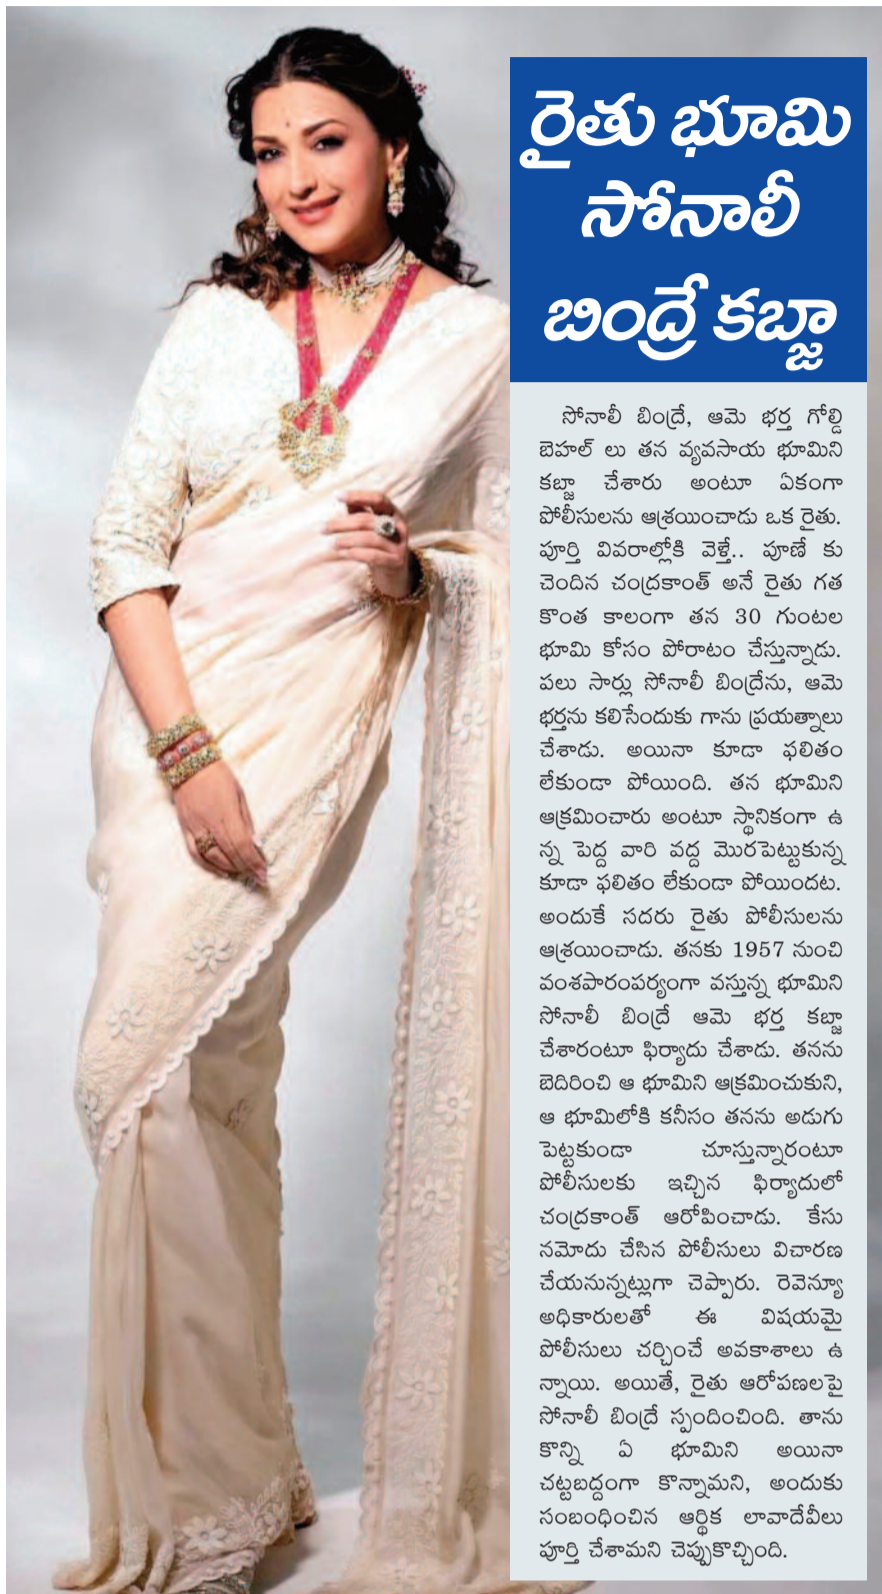 రైతు భూమి
సోనాలీ
బింద్రే కబ్జా
సోనాలీ బింద్రే, ఆమె భర్త గోల్డి
బెహల్ లు తన వ్యవసాయ భూమిని
కబ్జా చేశారు అంటూ ఏకంగా
పోలీసులను ఆశ్రయించాడు ఒక రైతు.
పూర్తి వివరాల్లోకి వెళ్తే.. పూణే కు
చెందిన చంద్రకాంత్ అనే రైతు గత
కొంత కాలంగా తన 30 గుంటల
భూమి కోసం పోరాటం చేస్తున్నాడు.
పలు సార్లు సోనాలీ బింద్రేను, ఆమె
భర్తను కలిసేందుకు గాను ప్రయత్నాలు
చేశాడు. అయినా కూడా ఫలితం
లేకుండా పోయింది. తన భూమిని
ఆక్రమించారు అంటూ స్థానికంగా ఉ
న్న పెద్ద వారి వద్ద మొరపెట్టుకున్న
కూడా ఫలితం లేకుండా పోయిందట.
అందుకే సదరు రైతు పోలీసులను
ఆశ్రయించాడు. తనకు 1957 నుంచి
వంశపారంపర్యంగా వస్తున్న భూమిని
సోనాలీ బింద్రే ఆమె భర్త కబ్జా
చేశారంటూ ఫిర్యాదు చేశాడు. తనను
బెదిరించి ఆ భూమిని ఆక్రమించుకుని,
ఆ భూమిలోకి కనీసం తనను అడుగు
పెట్టకుండా చూస్తున్నారంటూ
పోలీసులకు ఇచ్చిన ఫిర్యాదులో
చంద్రకాంత్ ఆరోపించాడు. కేసు
నమోదు చేసిన పోలీసులు విచారణ
చేయనున్నట్లుగా చెప్పారు. రెవెన్యూ
అధికారులతో ఈ విషయమై
పోలీసులు చర్చించే అవకాశాలు ఉ
న్నాయి. అయితే, రైతు ఆరోపణలపై
సోనాలీ బింద్రే స్పందించింది. తాను
కొన్ని ఏ భూమిని అయినా
చట్టబద్దంగా కొన్నామని, అందుకు
సంబంధించిన ఆర్థిక లావాదేవీలు
పూర్తి చేశామని చెప్పుకొచ్చింది.